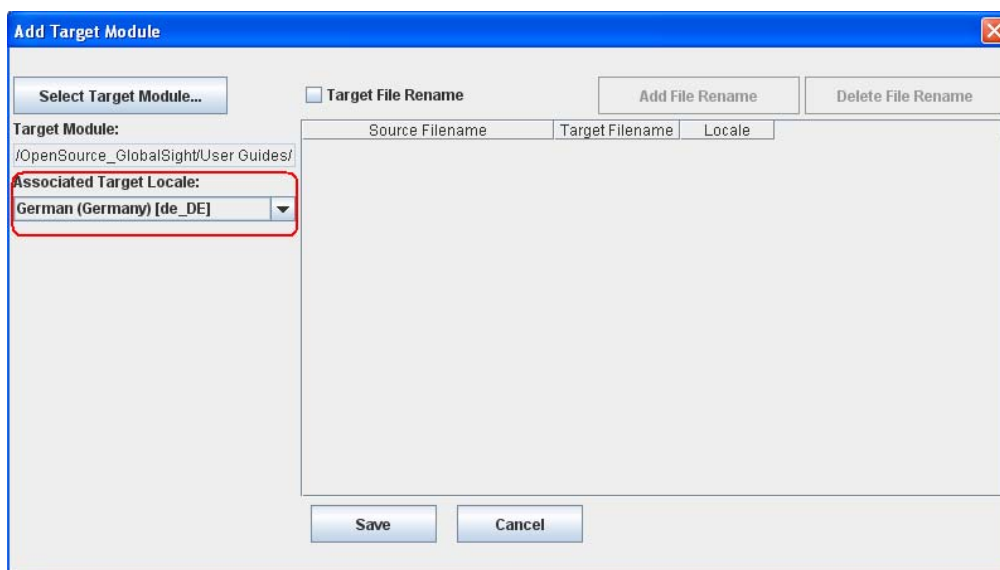 Add Target Module
Select Target Module...
Target File Rename
Add File Rename
Delete File Rename
Target Module:
/OpenSource_GlobalSight/User Guides/
Associated Target Locale:
German (Germany) [de_DE]
Source Filename
Target Filename
Locale
Save
Cancel